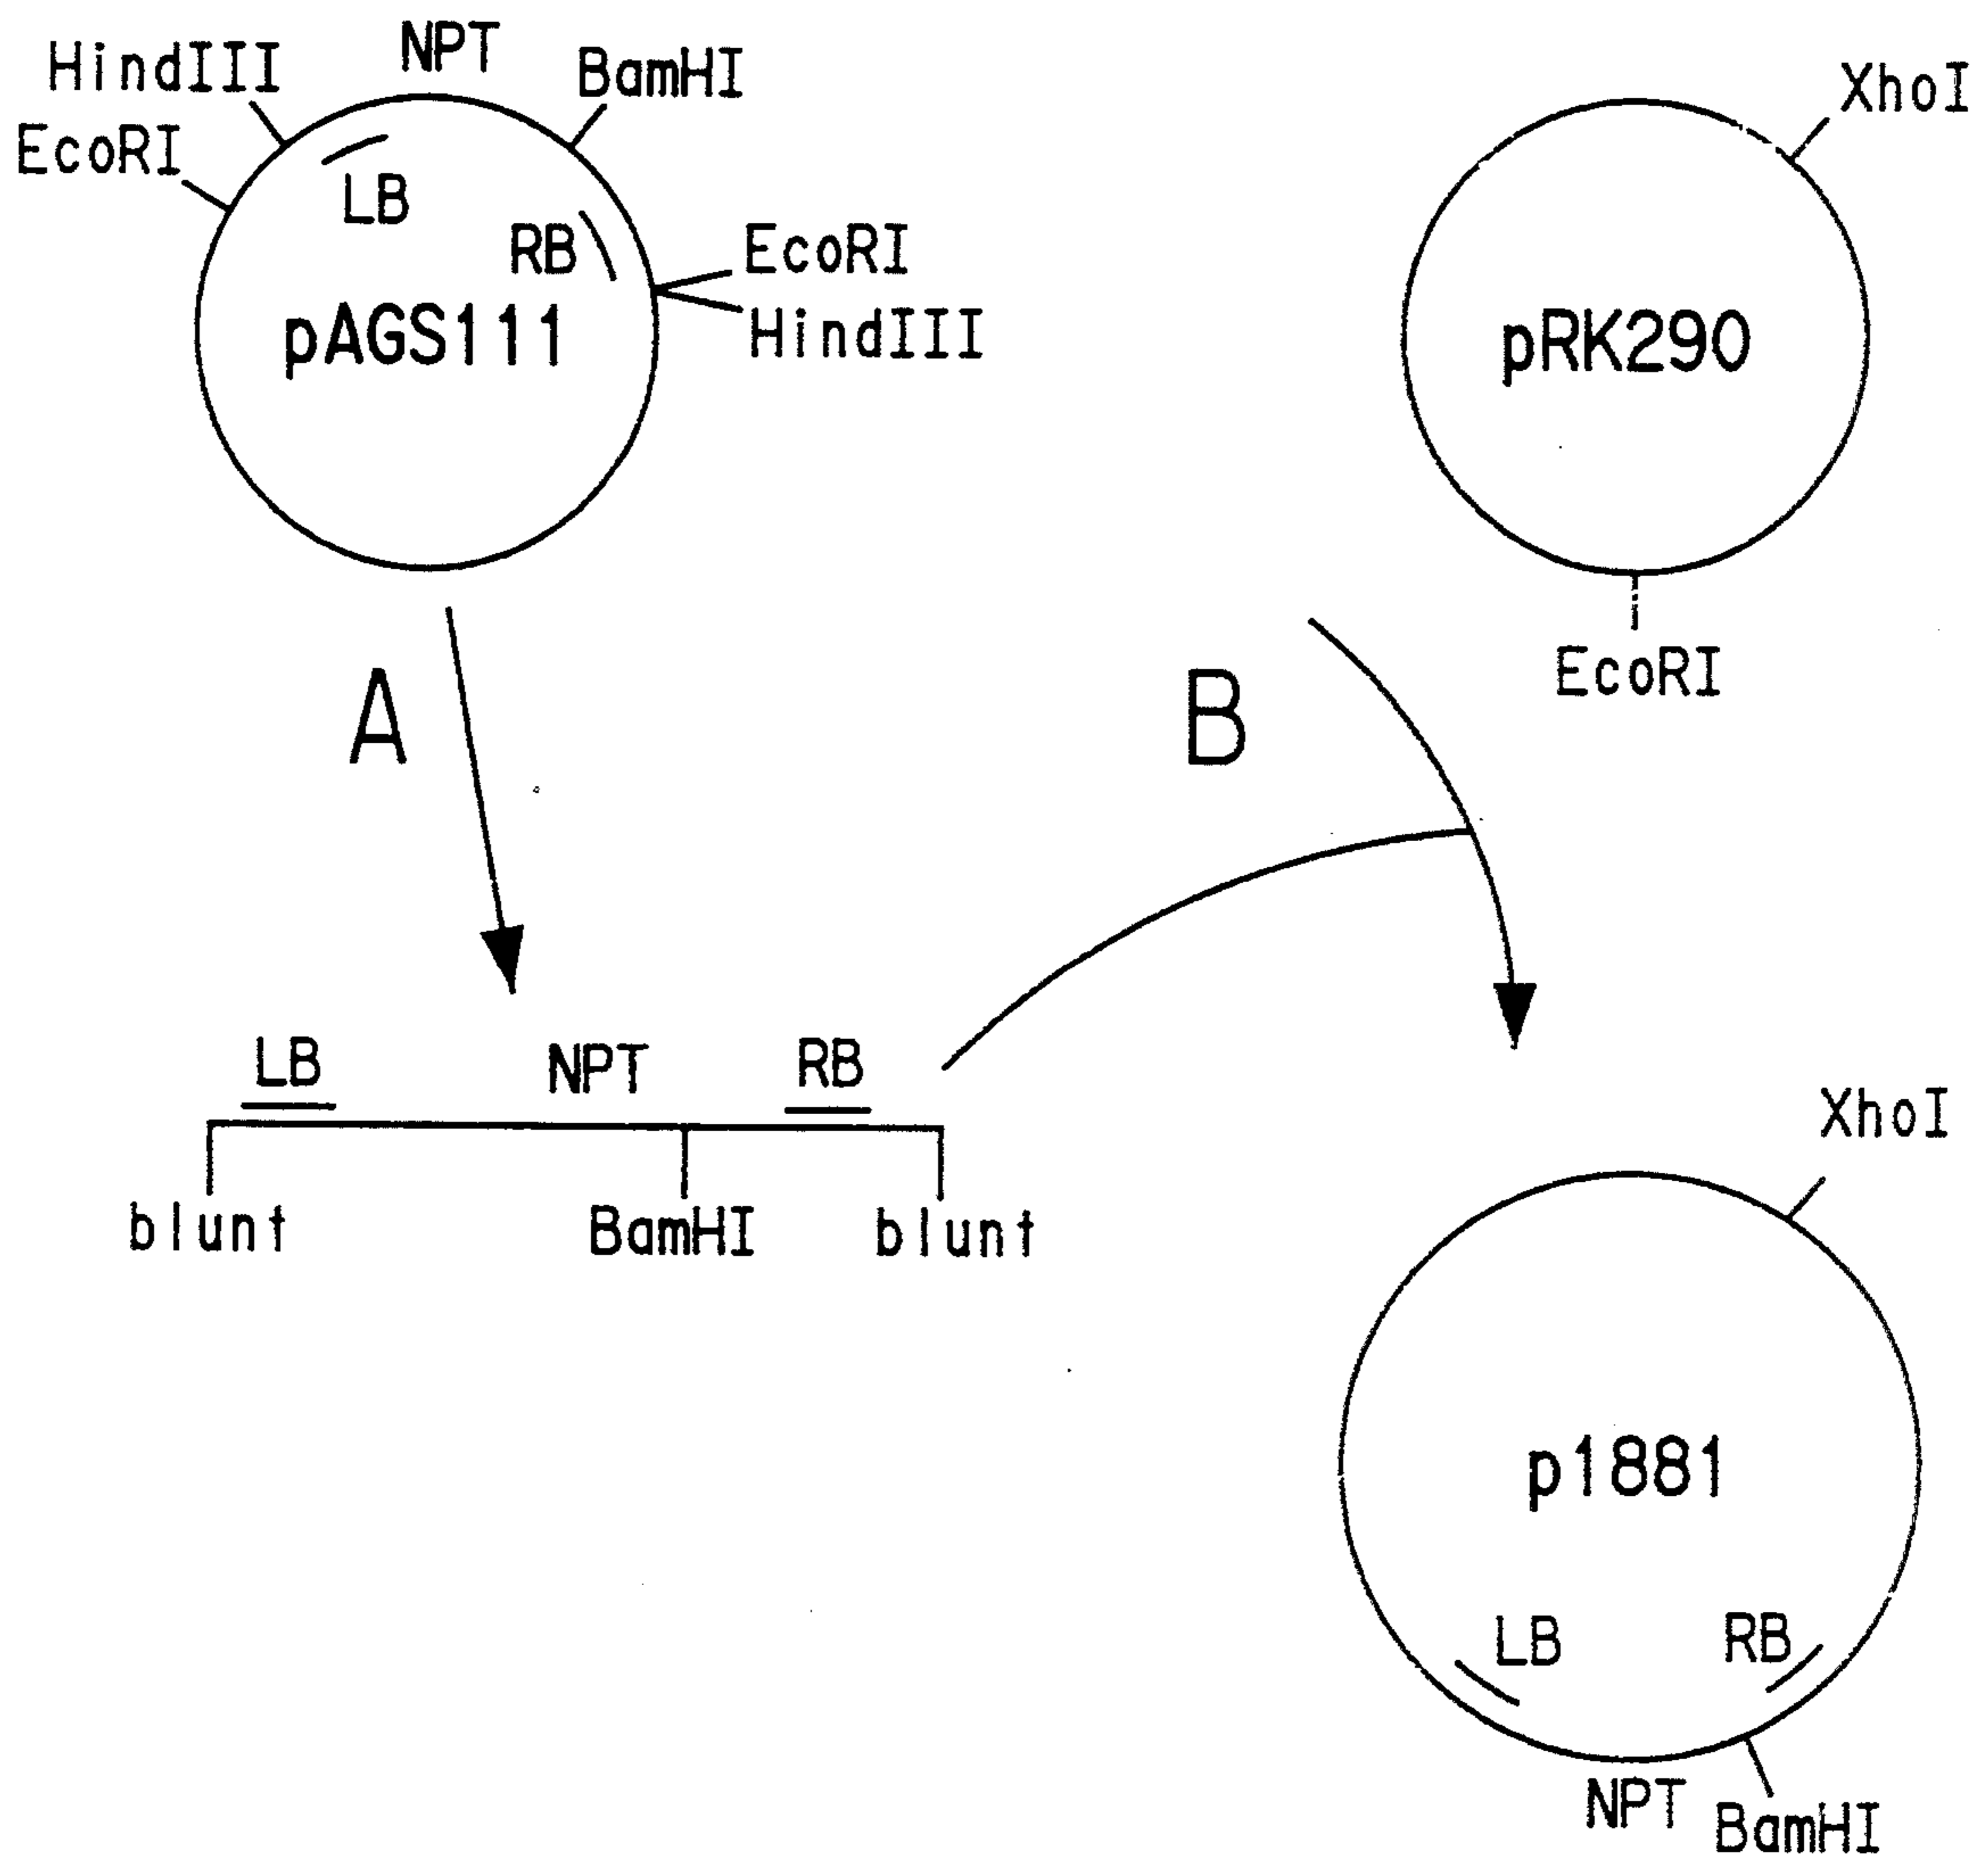 NPT
HindIII
BamHI
EcoRI
LB
RB
EcoRI
HindIII
pAGS111
XhoI
pRK290
EcoRI
A
B
LB
NPT
RB
blunt
BamHI
blunt
XhoI
p1881
LB
RB
NPT
BamHI